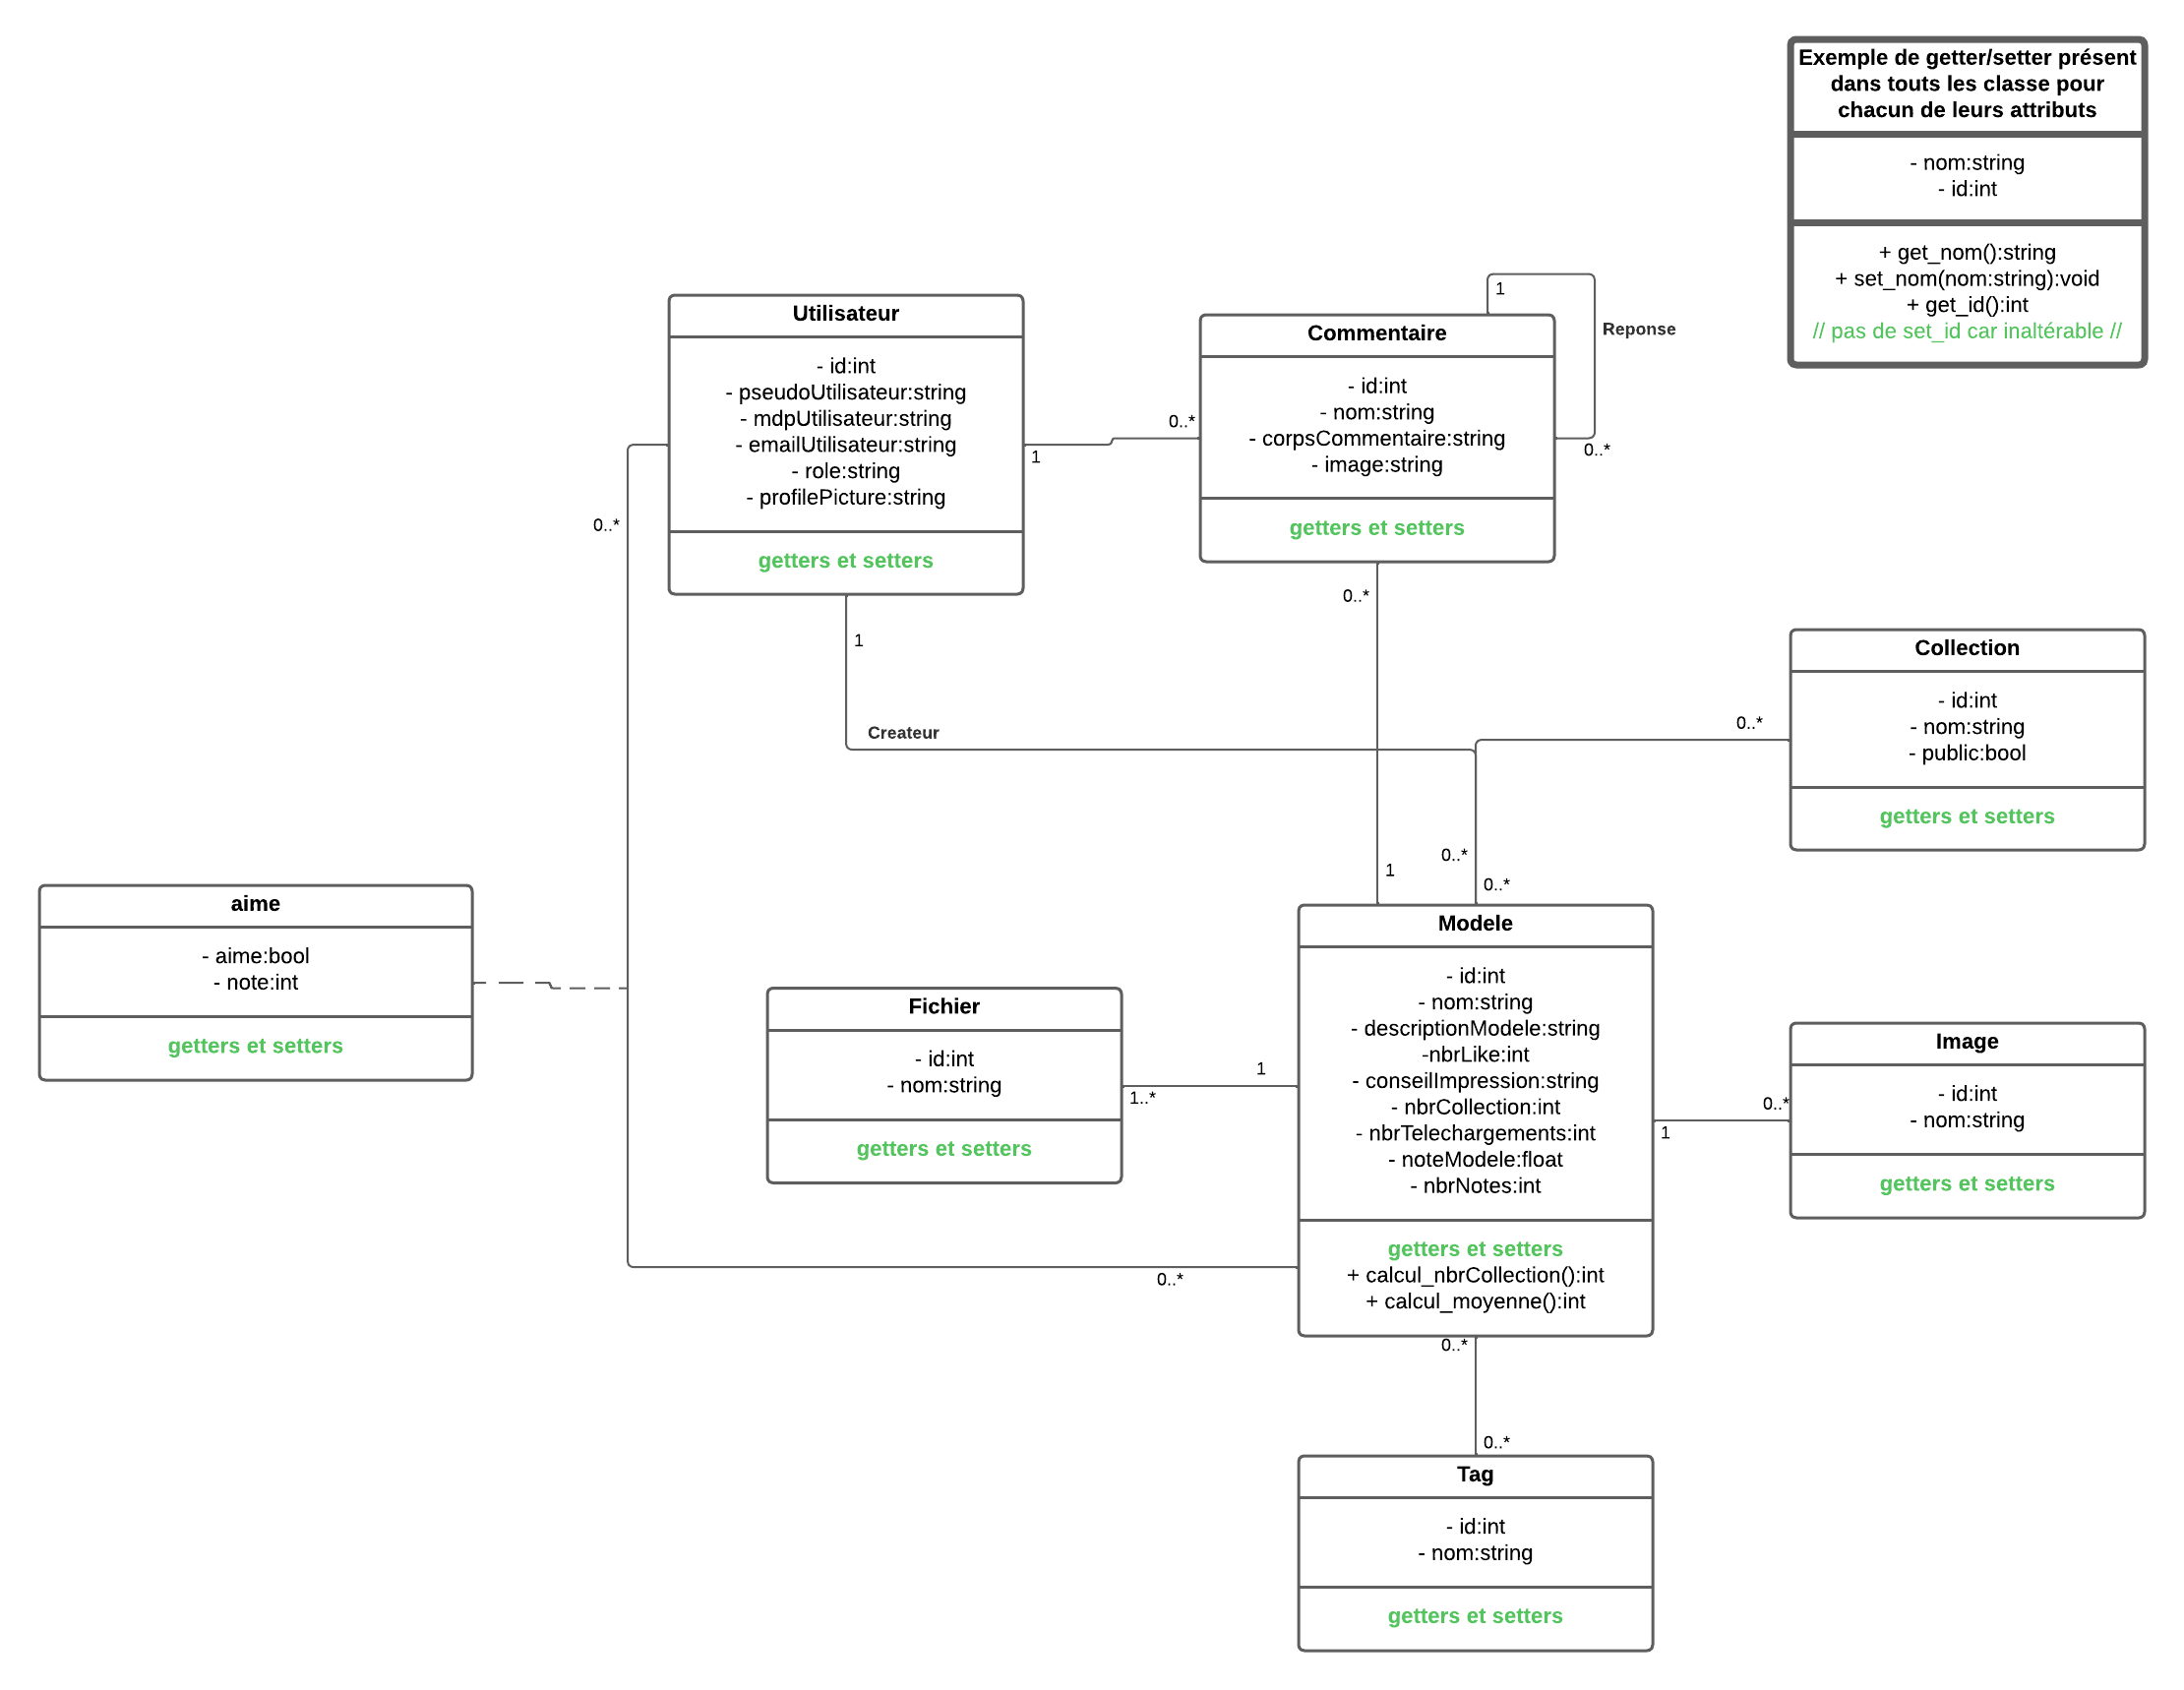 Exemple de getter/setter présent
dans touts les classe pour
chacun de leurs attributs
- nom:string
- id:int
+ get_nom():string
+ set_nom(nom:string):void
+ get_id():int
// pas de set_id car inaltérable //
Utilisateur
- id:int
- pseudoUtilisateur:string
- mdpUtilisateur:string
- emailUtilisateur:string
- role:string
- profilePicture:string
getters et setters
1
0..*
Commentaire
- id:int
- nom:string
- corpsCommentaire:string
- image:string
getters et setters
1
Reponse
0..*
0..*
0..*
1
Createur
Collection
- id:int
- nom:string
- public:bool
getters et setters
0..*
0..*
1
0..*
aime
- aime:bool
- note:int
getters et setters
Fichier
- id:int
- nom:string
getters et setters
1
1..*
Modele
- id:int
- nom:string
- descriptionModele:string
-nbrLike:int
- conseilImpression:string
- nbrCollection:int
- nbrTelechargements:int
- noteModele:float
- nbrNotes:int
getters et setters
+ calcul_nbrCollection():int
+ calcul_moyenne():int
Image
- id:int
- nom:string
getters et setters
0..*
1
0..*
0..*
0..*
Tag
- id:int
- nom:string
getters et setters